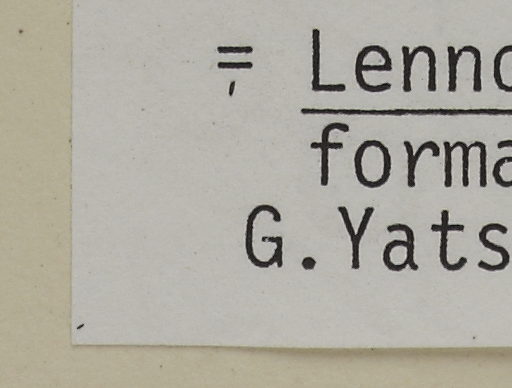 = Lenno
forma
G.Yats